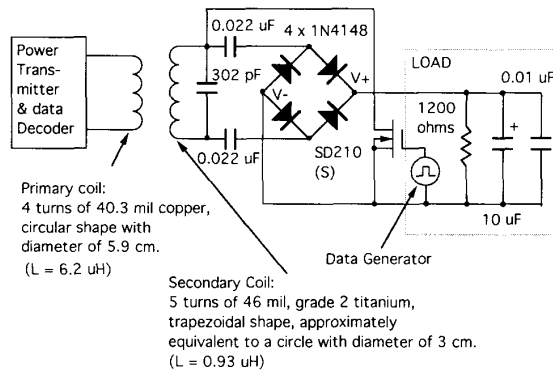 0.022 uF
4 x 1N4148
Power
Trans-
mitter
& data
Decoder
302 pF
V-
V+
LOAD
0.01 uF
1200
ohms
+
0.022 uF
SD210
(S)
10 uF
Primary coil:
4 turns of 40.3 mil copper,
circular shape with
diameter of 5.9 cm.
(L = 6.2 uH)
Data Generator
Secondary Coil:
5 turns of 46 mil, grade 2 titanium,
trapezoidal shape, approximately
equivalent to a circle with diameter of 3 cm.
(L = 0.93 uH)